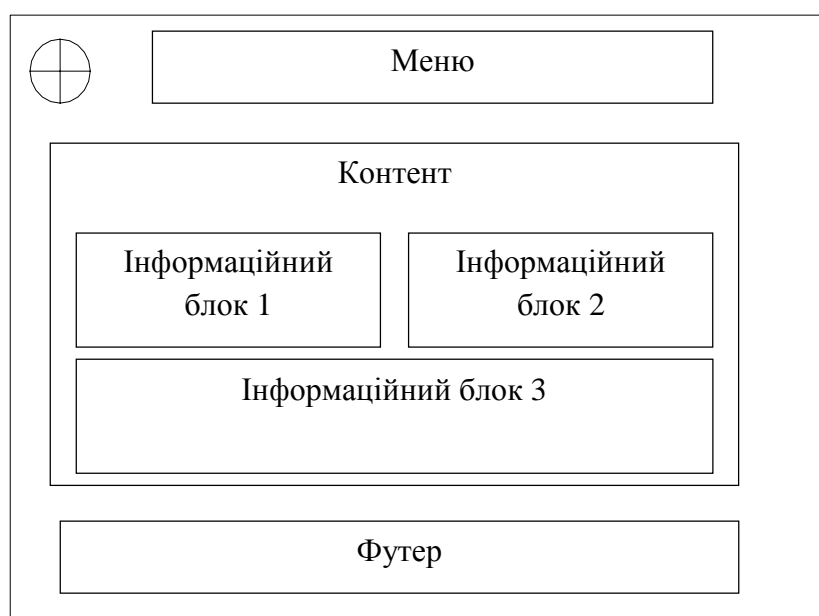 Меню
Контент
Інформаційний
блок 1
Інформаційний
блок 2
Інформаційний блок 3
Футер